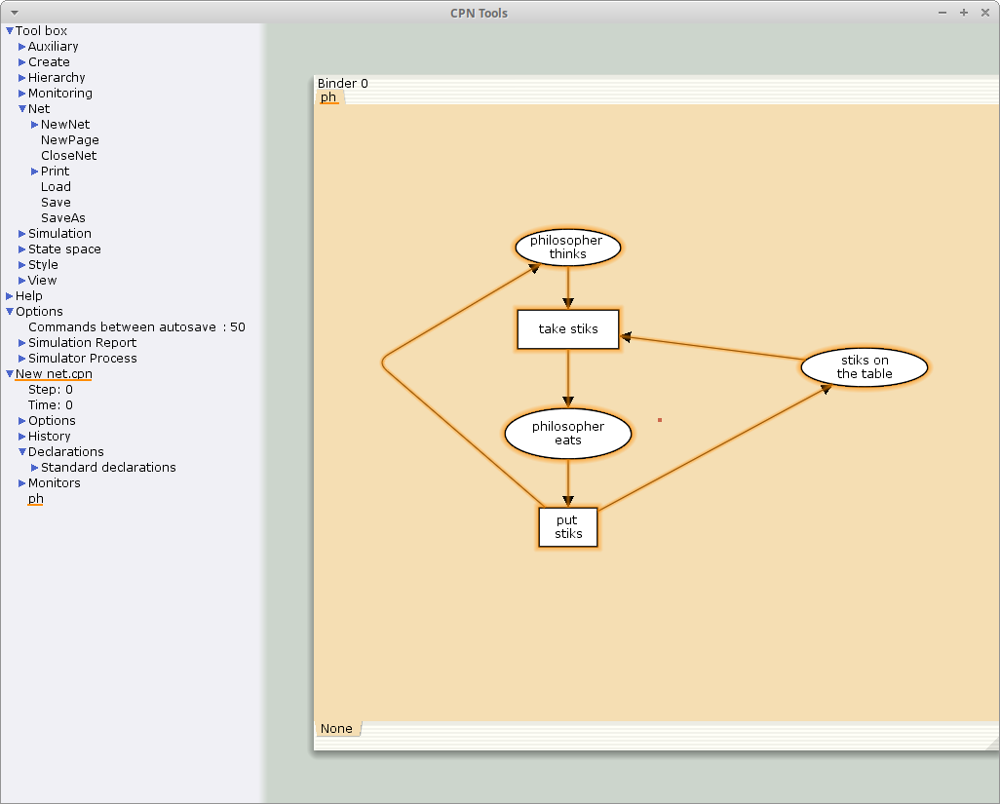 CPN Tools
Tool box
Auxiliary
Create
Hierarchy
Monitoring
Net
NewNet
NewPage
CloseNet
Print
Load
Save
SaveAs
Simulation
State space
Style
View
Help
Options
Commands between autosave : 50
Simulation Report
Simulator Process
New net.cpn
Step: 0
Time: 0
Options
History
Declarations
Standard declarations
Monitors
ph
Binder 0
ph
philosopher
thinks
take stiks
stiks on
the table
philosopher
eats
put
stiks
None